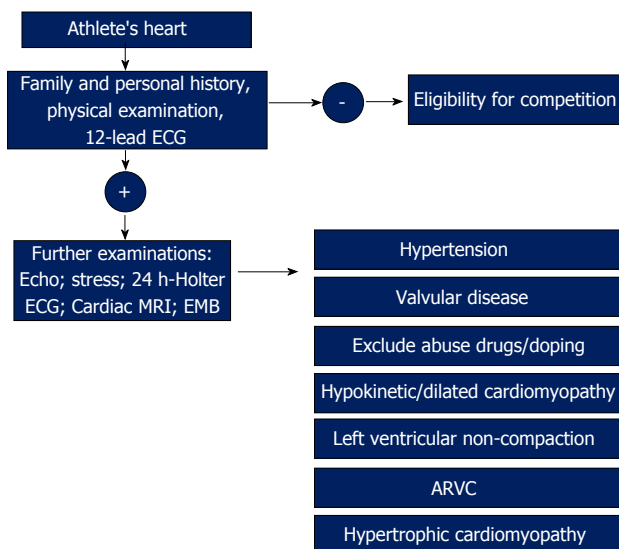 Athlete's heart
Family and personal history,
physical examination,
12-lead ECG
-
Eligibility for competition
+
Further examinations:
Echo; stress; 24 h-Holter
ECG; Cardiac MRI; EMB
Hypertension
Valvular disease
Exclude abuse drugs/doping
Hypokinetic/dilated cardiomyopathy
Left ventricular non-compaction
ARVC
Hypertrophic cardiomyopathy